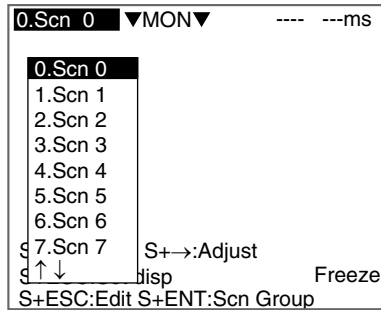 0.Scn 0 ▼MON▼ ---- ---ms
0.Scn 0
1.Scn 1
2.Scn 2
3.Scn 3
4.Scn 4
5.Scn 5
6.Scn 6
7.Scn 7
↑↓
S+→:Adjust
disp Freeze
S+ESC:Edit S+ENT:Scn Group